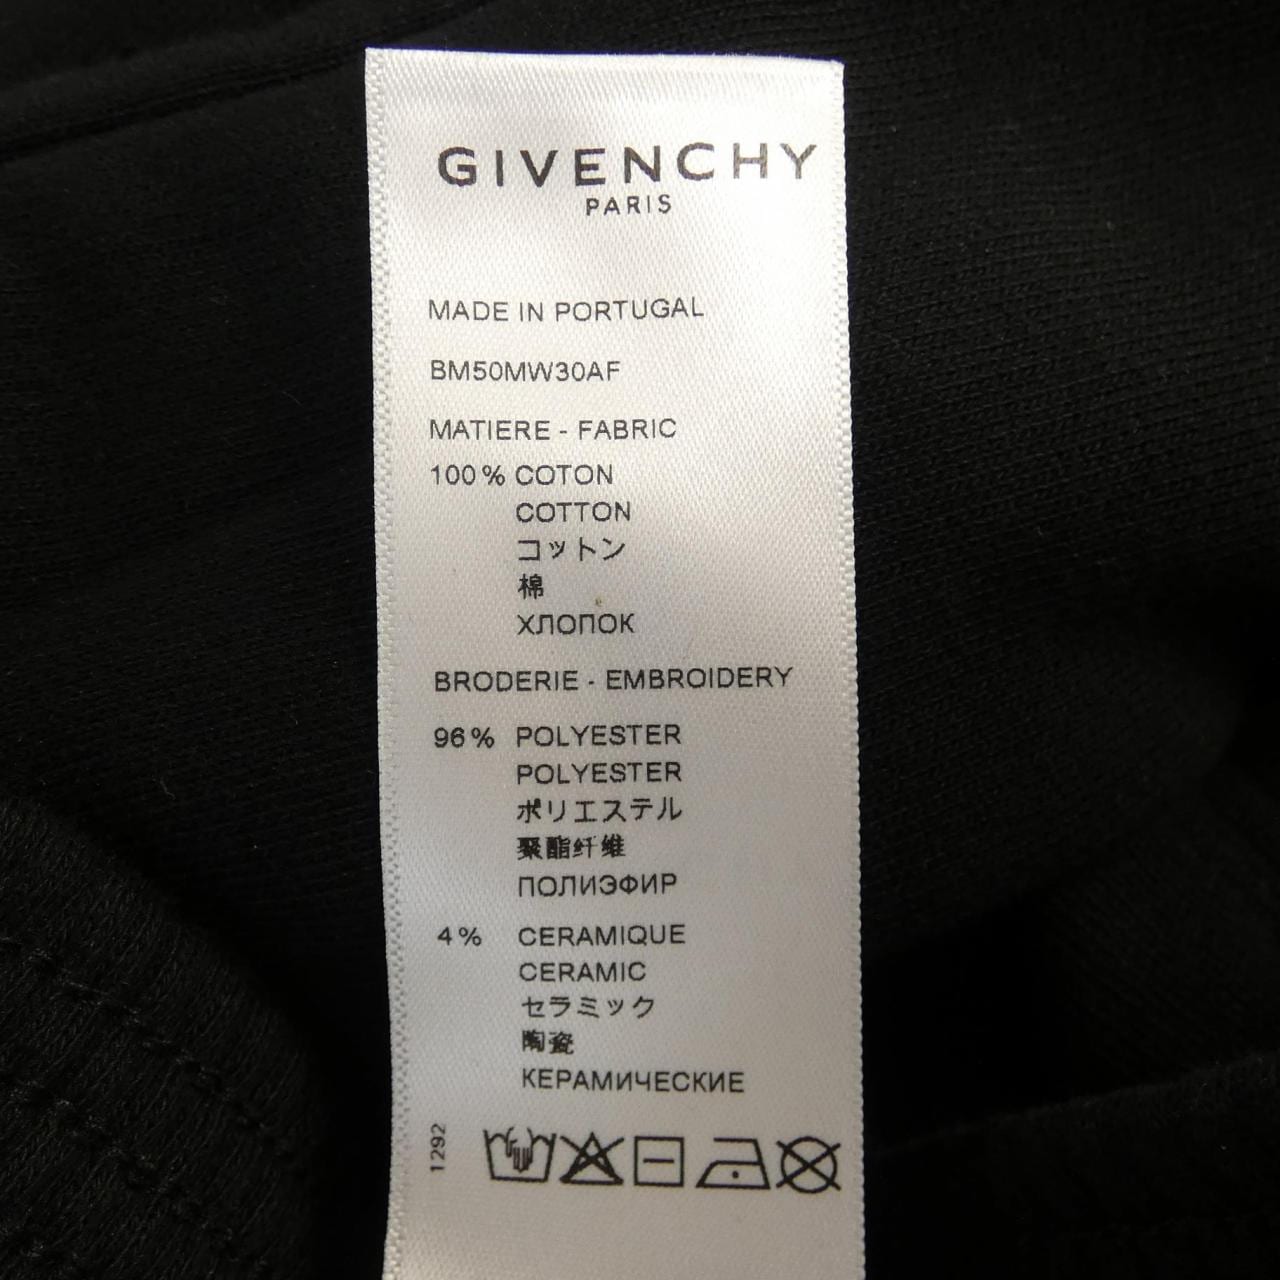 GIVENCHY
PARIS
MADE IN PORTUGAL
BM50MW30AF
MATIERE - FABRIC
100 % COTON
COTTON
コットン
棉
ХЛОПОК
BRODERIE - EMBROIDERY
96 % POLYESTER
POLYESTER
ポリエステル
聚酯纤维
ПОЛИЭФИР
4 % CERAMIQUE
CERAMIC
セラミック
陶瓷
КЕРАМИЧЕСКИЕ
1292